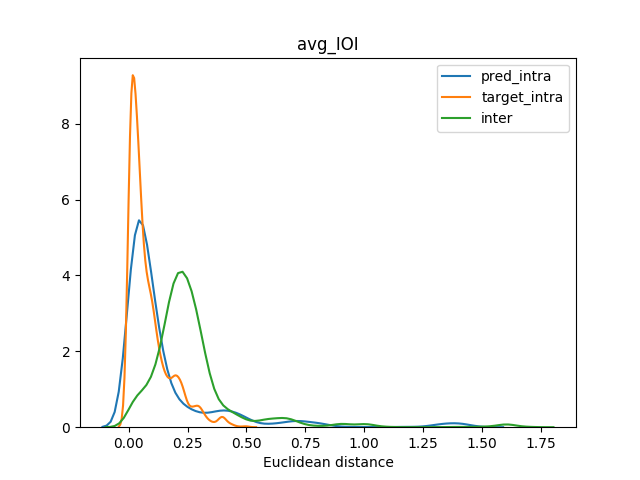 avg_IOI
pred_intra
target_intra
inter
8
6
4
2
0
0.00 0.25 0.50 0.75 1.00 1.25 1.50 1.75
Euclidean distance